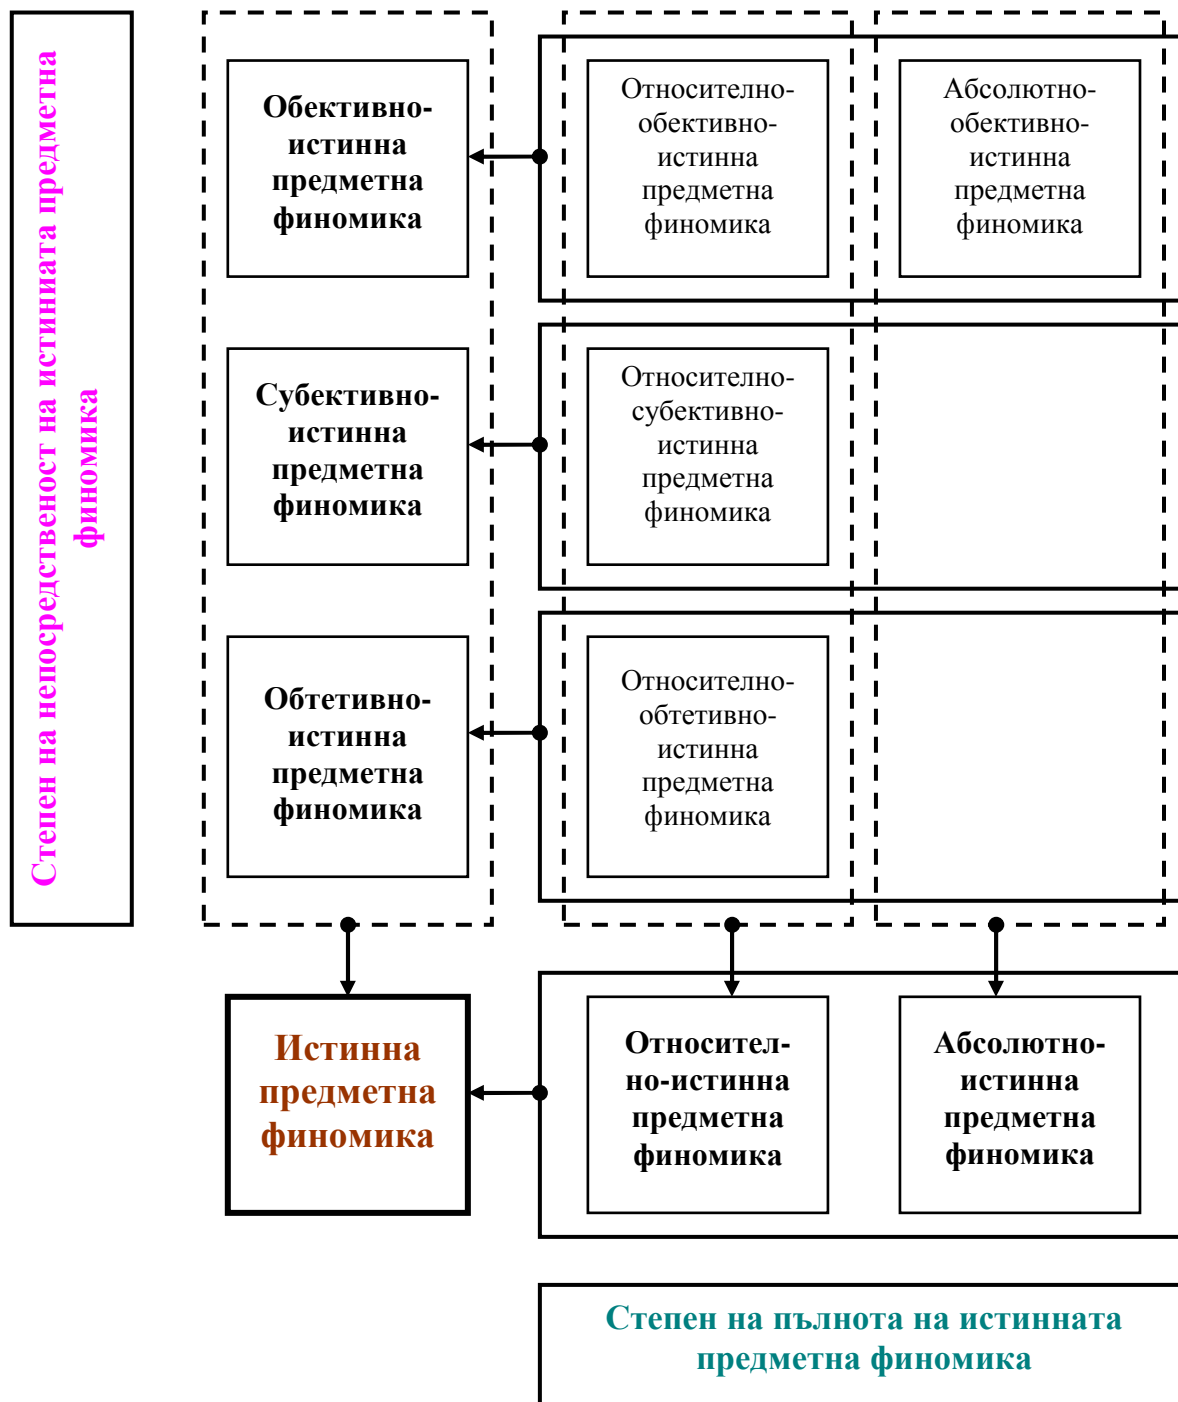 Степен на непосредственост на истиниата предметна
финомика
Обективно-
истинна
предметна
финомика
Относително-
обективно-
истинна
предметна
финомика
Абсолютно-
обективно-
истинна
предметна
финомика
Субективно-
истинна
предметна
финомика
Относително-
субективно-
истинна
предметна
финомика
Обтетивно-
истинна
предметна
финомика
Относително-
обтетивно-
истинна
предметна
финомика
Истинна
предметна
финомика
Относител-
но-истинна
предметна
финомика
Абсолютно-
истинна
предметна
финомика
Степен на пълнота на истинната
предметна финомика